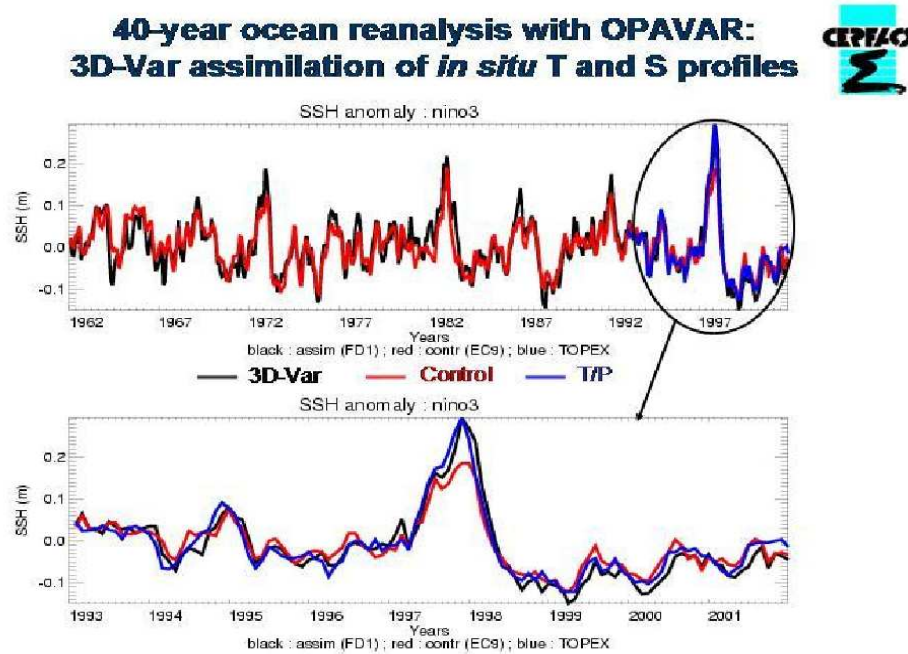 40-year ocean reanalysis with OPAVAR:
3D-Var assimilation of in situ T and S profiles
CERFACS
SSH anomaly : nino3
SSH (m)
0.2
0.1
0.0
-0.1
1962 1967 1972 1977 1982 1987 1992 1997
Years
black : assim (FD1) ; red : contr (EC9) ; blue : TOPEX
3D-Var Control T/P
SSH anomaly : nino3
SSH (m)
0.2
0.1
0.0
-0.1
1993 1994 1995 1996 1997 1998 1999 2000 2001
Years
black : assim (FD1) ; red : contr (EC9) ; blue : TOPEX